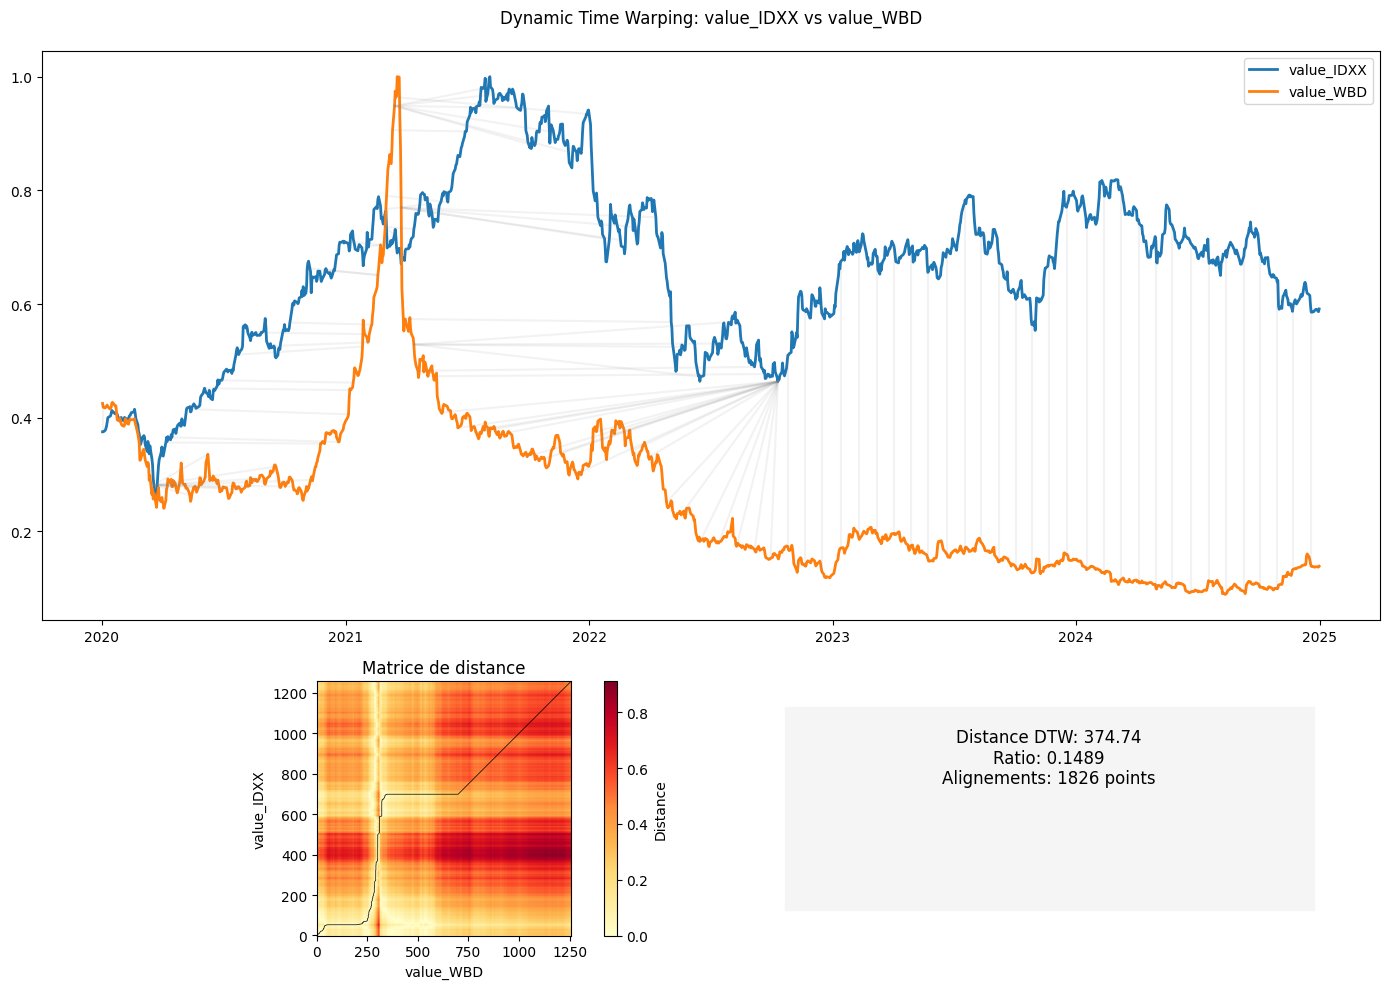 Dynamic Time Warping: value_IDXX vs value_WBD
value_IDXX
value_WBD
1.0
0.8
0.6
0.4
0.2
2020 2021 2022 2023 2024 2025
Matrice de distance
1200
1000
800
600
400
200
0
value_IDXX
0 250 500 750 1000 1250
value_WBD
0.8
0.6
0.4
0.2
0.0
Distance
Distance DTW: 374.74
Ratio: 0.1489
Alignements: 1826 points